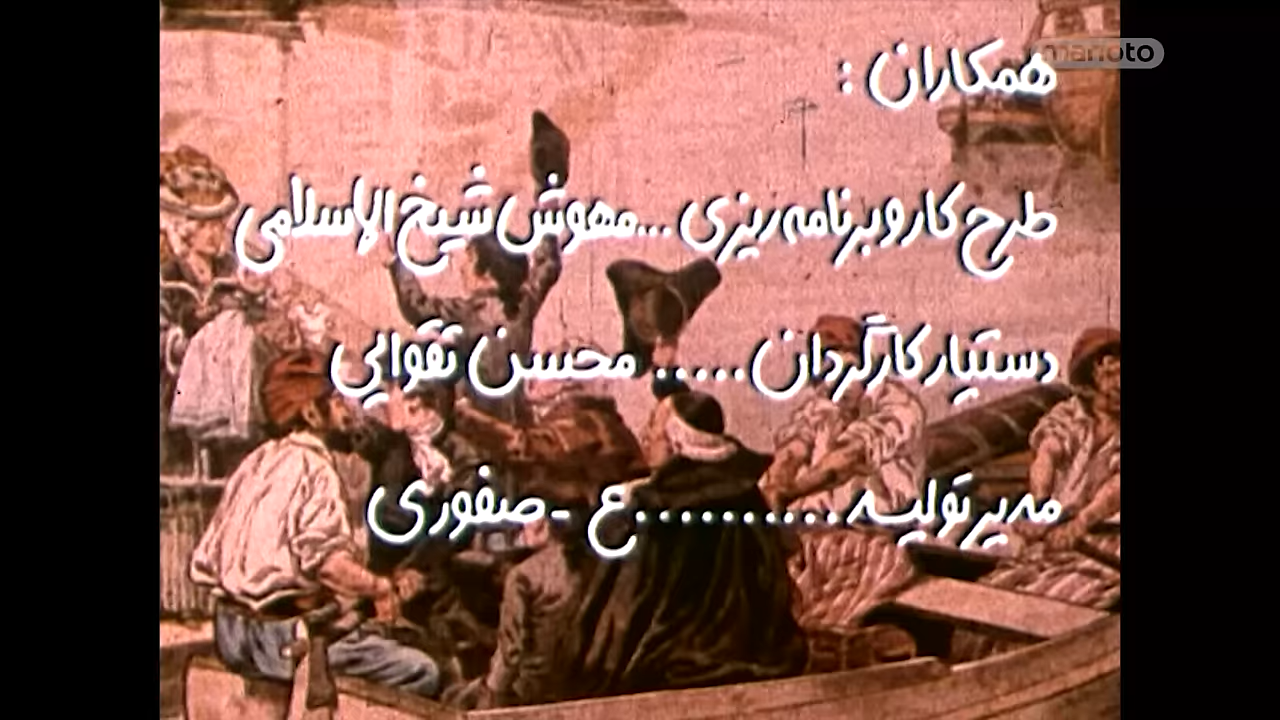 manoto
همکاران :
طرح کار و برنامه ریزی ... مهوش شیخ الاسلامی
دستیار کارگردان ..... محسن تقوایی
مدیر تولید ........... ع - صفوری